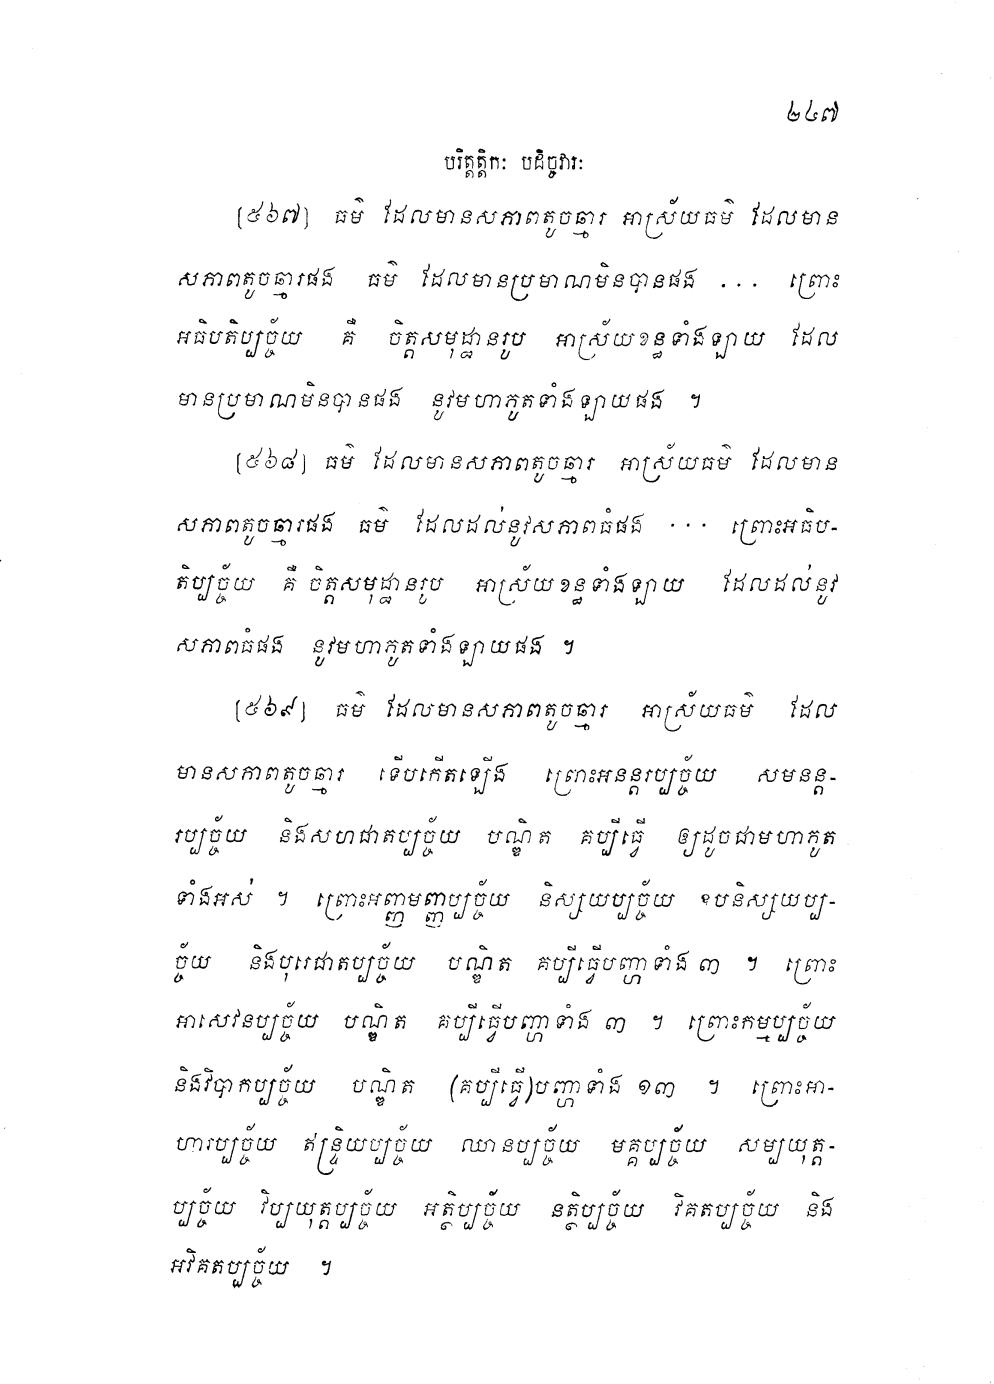 ២៤៧
បរិត្តត្តិកៈ បដិច្ចវារៈ
[៥៦៧] ធម៌ ដែលមានសភាពតូចឆ្មារ អាស្រ័យធម៌ ដែលមាន
សភាពតូចឆ្មារផង ធម៌ ដែលមានប្រមាណមិនបានផង ... ព្រោះ
អធិបតិប្បច្ច័យ គឺ ចិត្តសមុដ្ឋានរូប អាស្រ័យខន្ធទាំងឡាយ ដែល
មានប្រមាណមិនបានផង នូវមហាភូតទាំងឡាយផង ។
[៥៦៨] ធម៌ ដែលមានសភាពតូចឆ្មារ អាស្រ័យធម៌ ដែលមាន
សភាពតូចឆ្មារផង ធម៌ ដែលដល់នូវសភាពធំផង ... ព្រោះអធិប-
តិប្បច្ច័យ គឺ ចិត្តសមុដ្ឋានរូប អាស្រ័យខន្ធទាំងឡាយ ដែលដល់នូវ
សភាពធំផង នូវមហាភូតទាំងឡាយផង ។
[៥៦៩] ធម៌ ដែលមានសភាពតូចឆ្មារ អាស្រ័យធម៌ ដែល
មានសភាពតូចឆ្មារ ទើបកើតឡើង ព្រោះអនន្តរប្បច្ច័យ សមនន្ត-
រប្បច្ច័យ និងសហជាតប្បច្ច័យ បណ្ឌិត គប្បីធ្វើ ឲ្យដូចជាមហាភូត
ទាំងអស់ ។ ព្រោះអញ្ញមញ្ញប្បច្ច័យ និស្សយប្បច្ច័យ ឧបនិស្សយប្ប-
ច្ច័យ និងបុរេជាតប្បច្ច័យ បណ្ឌិត គប្បីធ្វើបញ្ហាទាំង ៣ ។ ព្រោះ
អាសេវនប្បច្ច័យ បណ្ឌិត គប្បីធ្វើបញ្ហាទាំង ៣ ។ ព្រោះកម្មប្បច្ច័យ
និងវិបាកប្បច្ច័យ បណ្ឌិត (គប្បីធ្វើ)បញ្ហាទាំង ១៣ ។ ព្រោះអា-
ហារប្បច្ច័យ ឥន្ទ្រិយប្បច្ច័យ ឈានប្បច្ច័យ មគ្គប្បច្ច័យ សម្បយុត្ត-
ប្បច្ច័យ វិប្បយុត្តប្បច្ច័យ អត្ថិប្បច្ច័យ នត្ថិប្បច្ច័យ វិគតប្បច្ច័យ និង
អវិគតប្បច្ច័យ ។